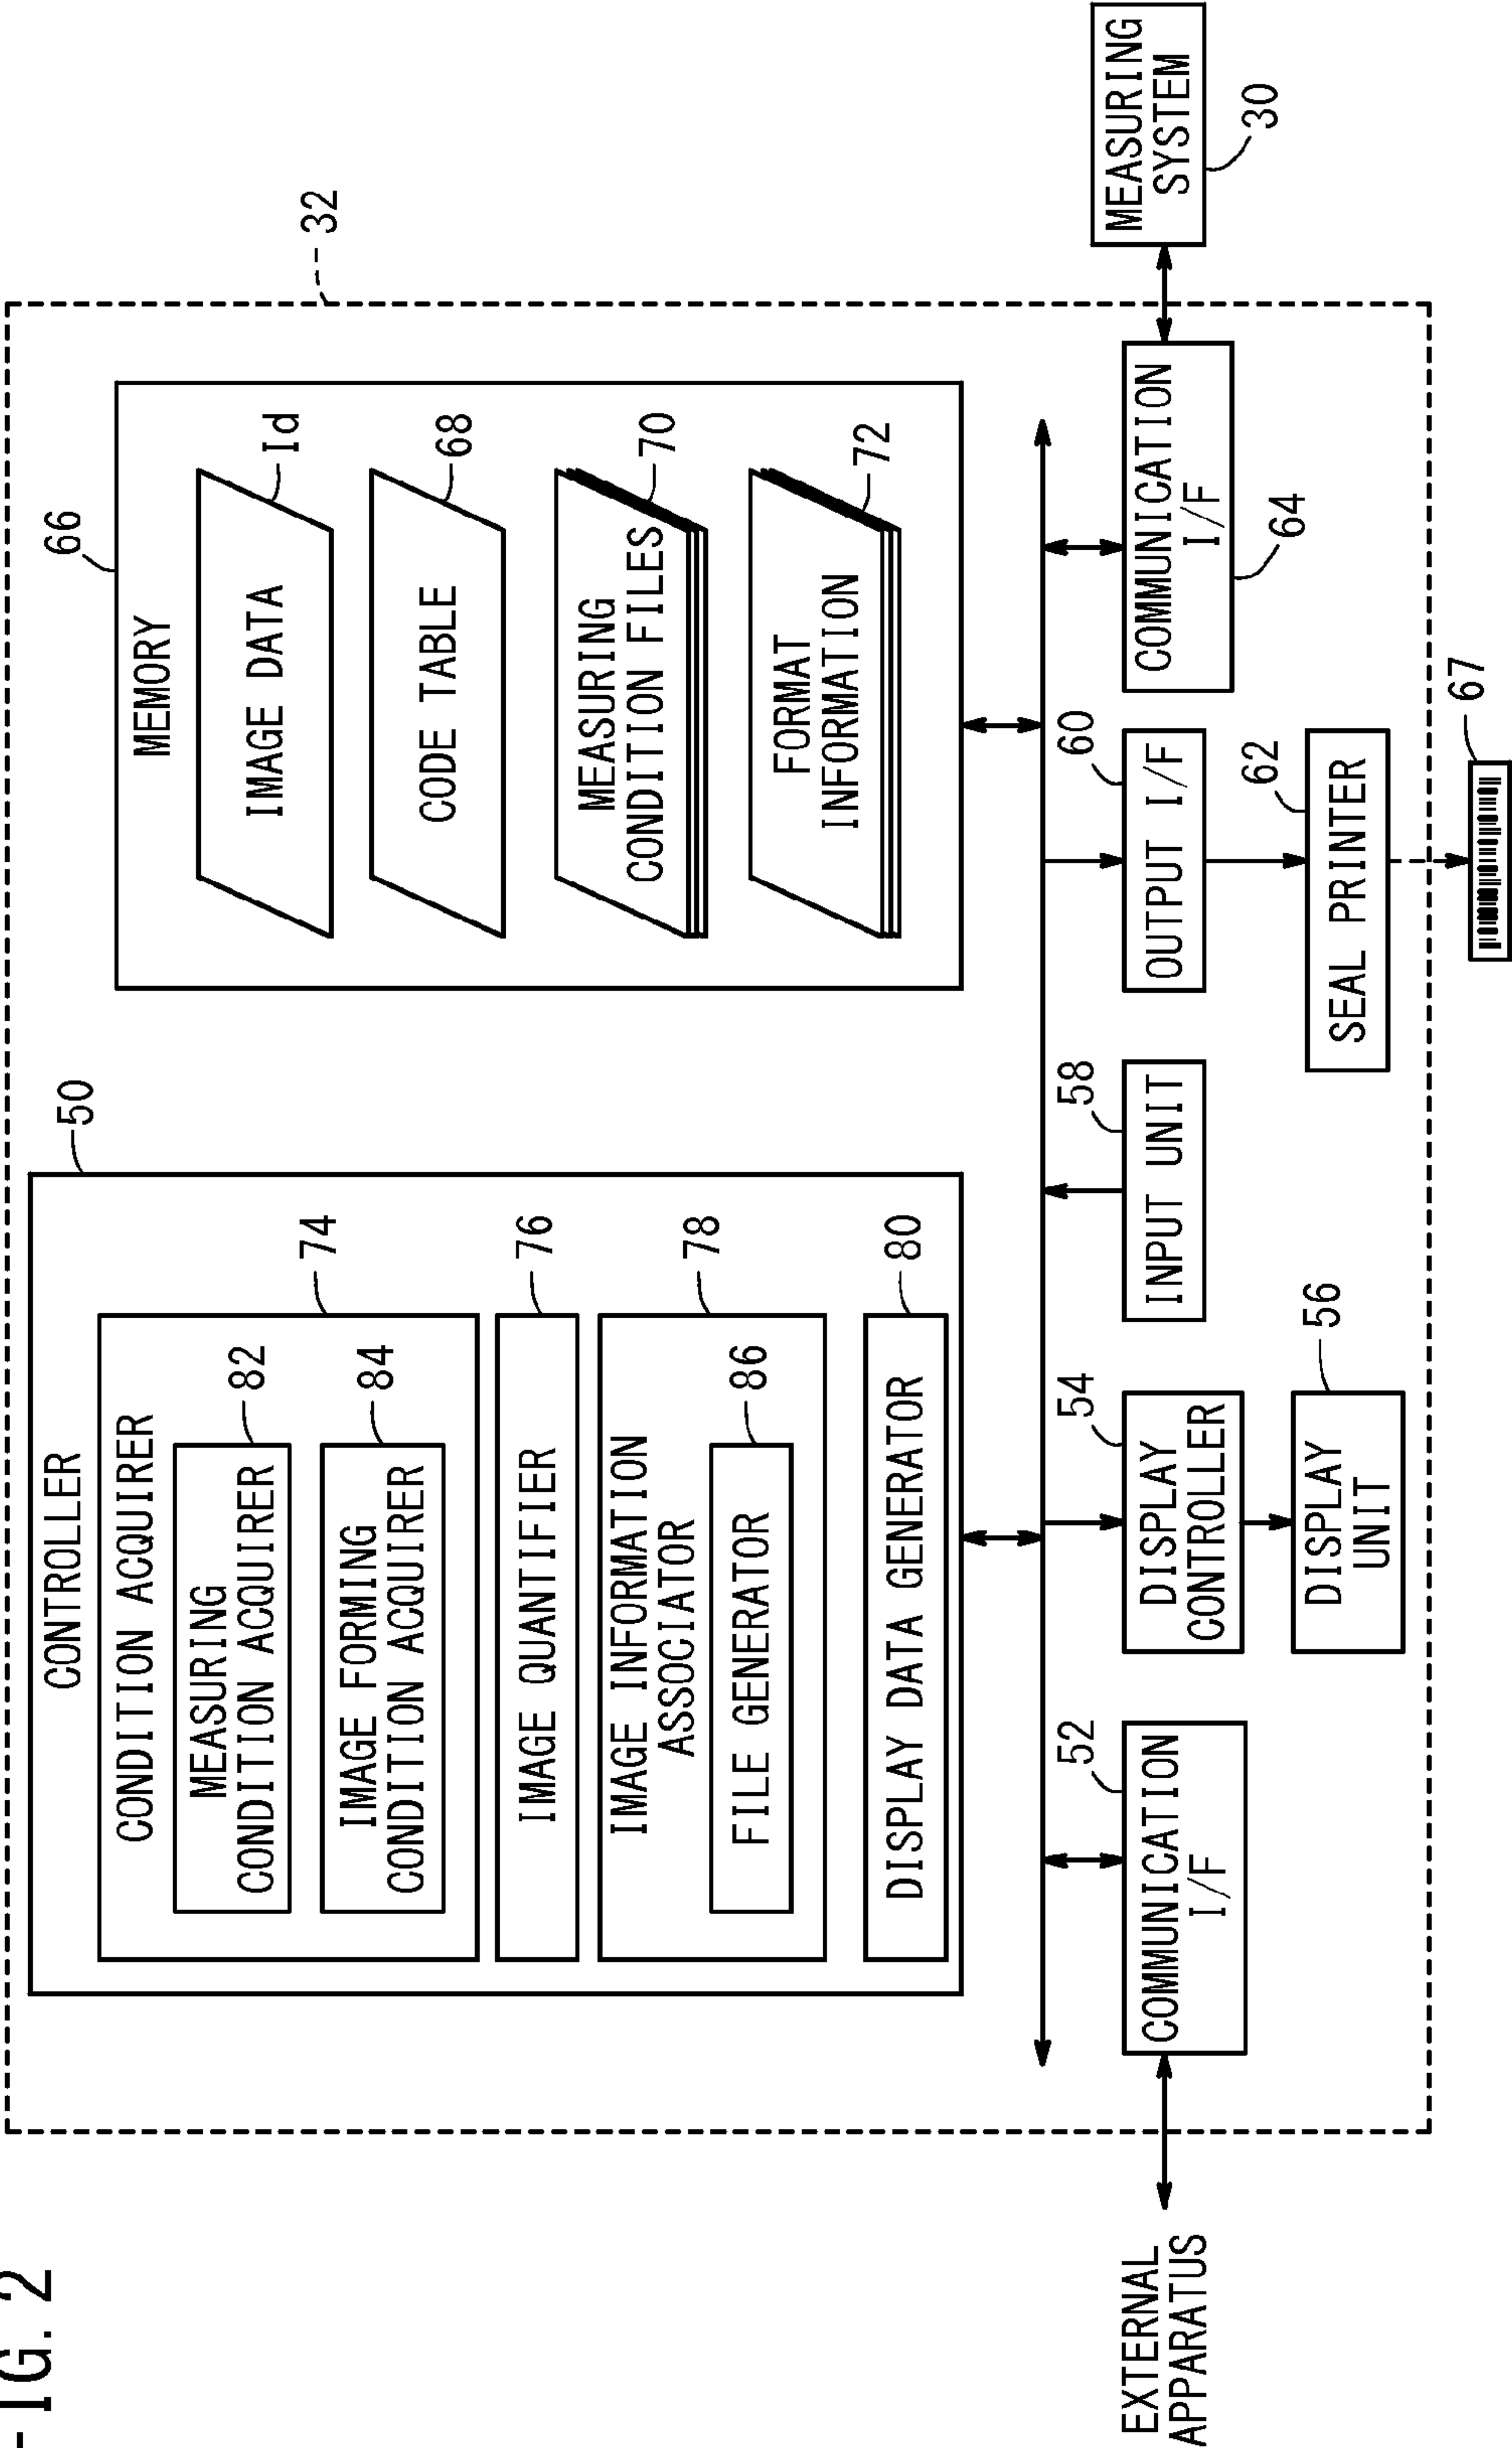 FIG. 2
32
50
CONTROLLER
CONDITION ACQUIRER
74
MEASURING
CONDITION ACQUIRER
82
IMAGE FORMING
CONDITION ACQUIRER
84
IMAGE QUANTIFIER
76
IMAGE INFORMATION
ASSOCIATOR
78
FILE GENERATOR
86
DISPLAY DATA GENERATOR
80
66
MEMORY
IMAGE DATA
Id
CODE TABLE
68
MEASURING
CONDITION FILES
70
FORMAT
INFORMATION
72
EXTERNAL
APPARATUS
52
COMMUNICATION
I/F
54
DISPLAY
CONTROLLER
56
DISPLAY
UNIT
58
INPUT UNIT
60
OUTPUT I/F
62
SEAL PRINTER
67
COMMUNICATION
I/F
64
MEASURING
SYSTEM
30